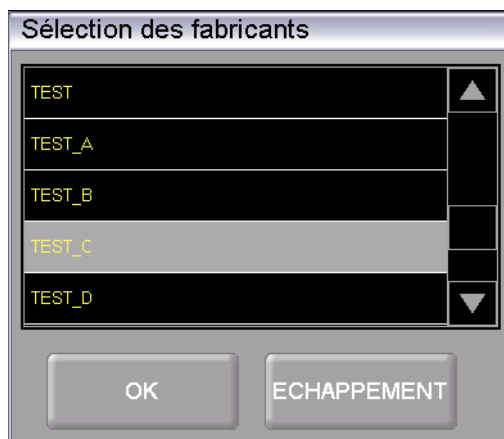 Sélection des fabricants
TEST
TEST_A
TEST_B
TEST_C
TEST_D
OK
ECHAPPEMENT